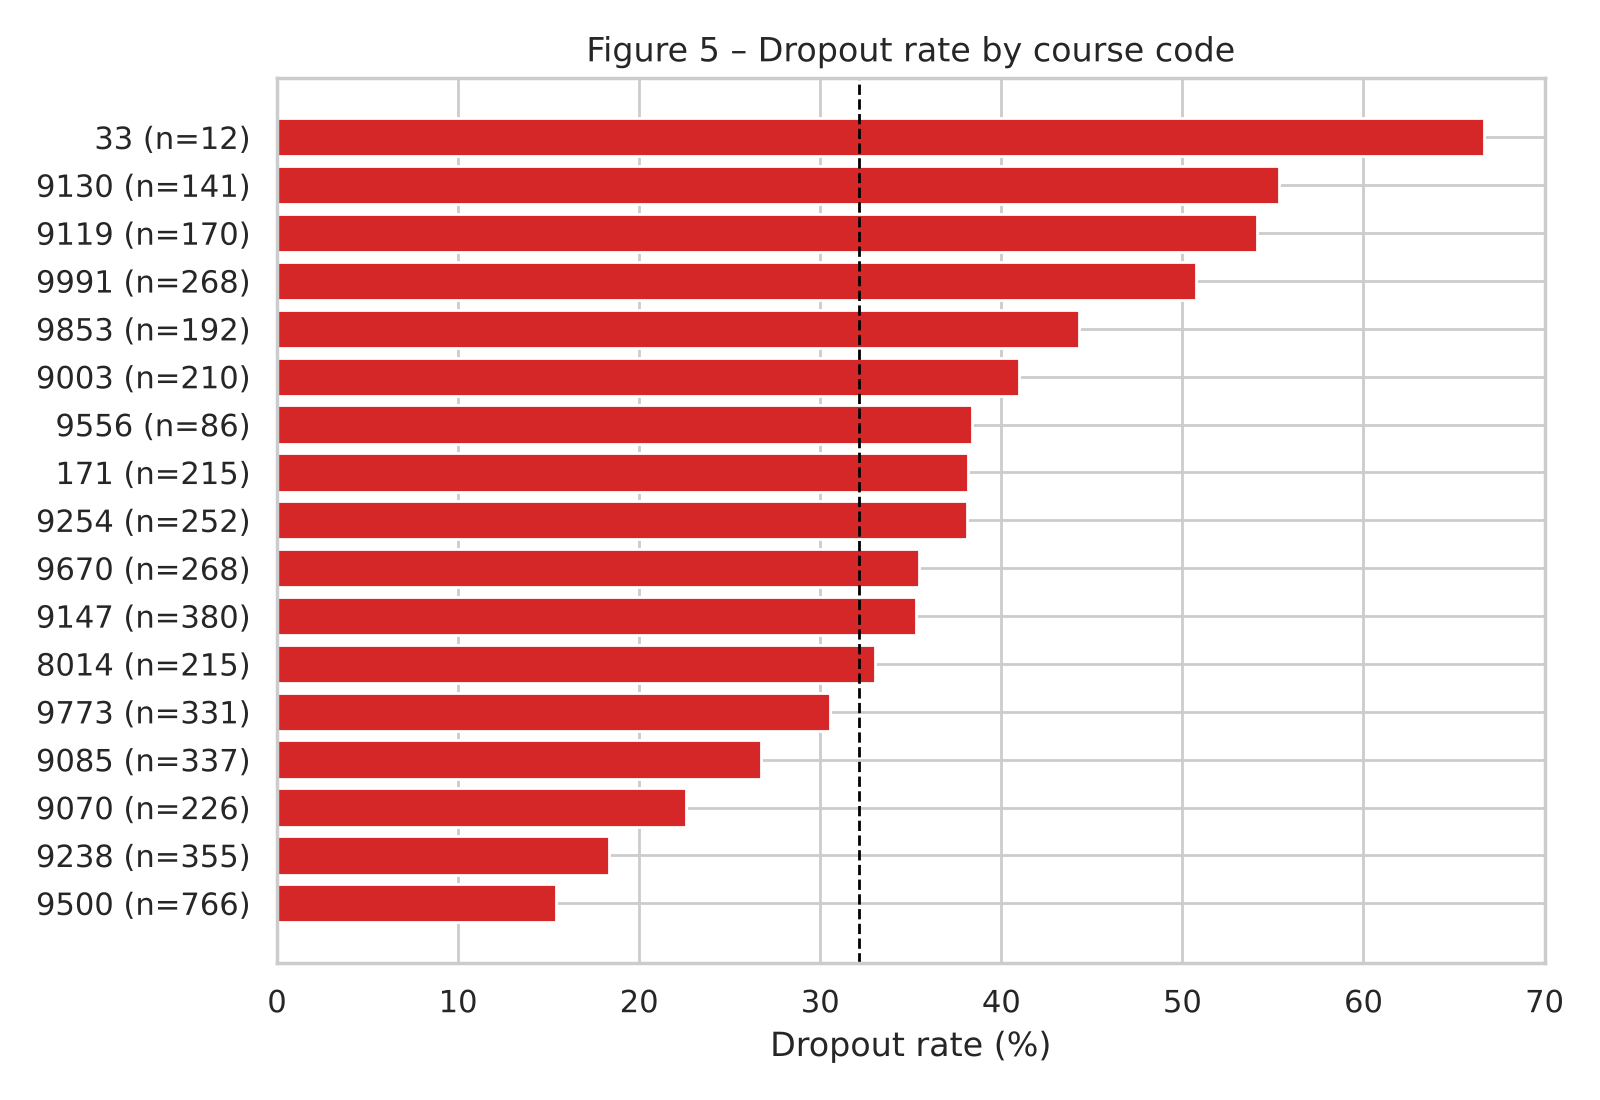 Figure 5 – Dropout rate by course code
33 (n=12)
9130 (n=141)
9119 (n=170)
9991 (n=268)
9853 (n=192)
9003 (n=210)
9556 (n=86)
171 (n=215)
9254 (n=252)
9670 (n=268)
9147 (n=380)
8014 (n=215)
9773 (n=331)
9085 (n=337)
9070 (n=226)
9238 (n=355)
9500 (n=766)
0 10 20 30 40 50 60 70
Dropout rate (%)